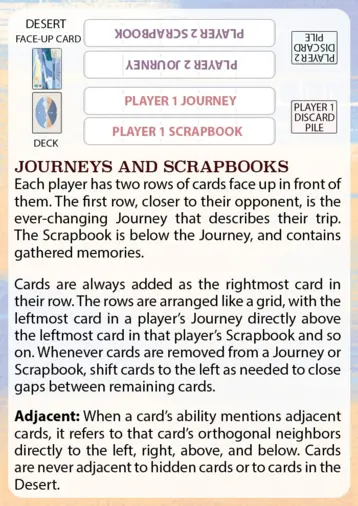 DESERT
FACE-UP CARD
DECK
PLAYER 2 SCRAPBOOK
PLAYER 2 JOURNEY
PLAYER 1 JOURNEY
PLAYER 1 SCRAPBOOK
PLAYER 2
DISCARD
PILE
PLAYER 1
DISCARD
PILE
JOURNEYS AND SCRAPBOOKS
Each player has two rows of cards face up in front of
them. The first row, closer to their opponent, is the
ever-changing Journey that describes their trip.
The Scrapbook is below the Journey, and contains
gathered memories.
Cards are always added as the rightmost card in
their row. The rows are arranged like a grid, with the
leftmost card in a player's Journey directly above
the leftmost card in that player's Scrapbook and so
on. Whenever cards are removed from a Journey or
Scrapbook, shift cards to the left as needed to close
gaps between remaining cards.
Adjacent: When a card's ability mentions adjacent
cards, it refers to that card's orthogonal neighbors
directly to the left, right, above, and below. Cards
are never adjacent to hidden cards or to cards in the
Desert.